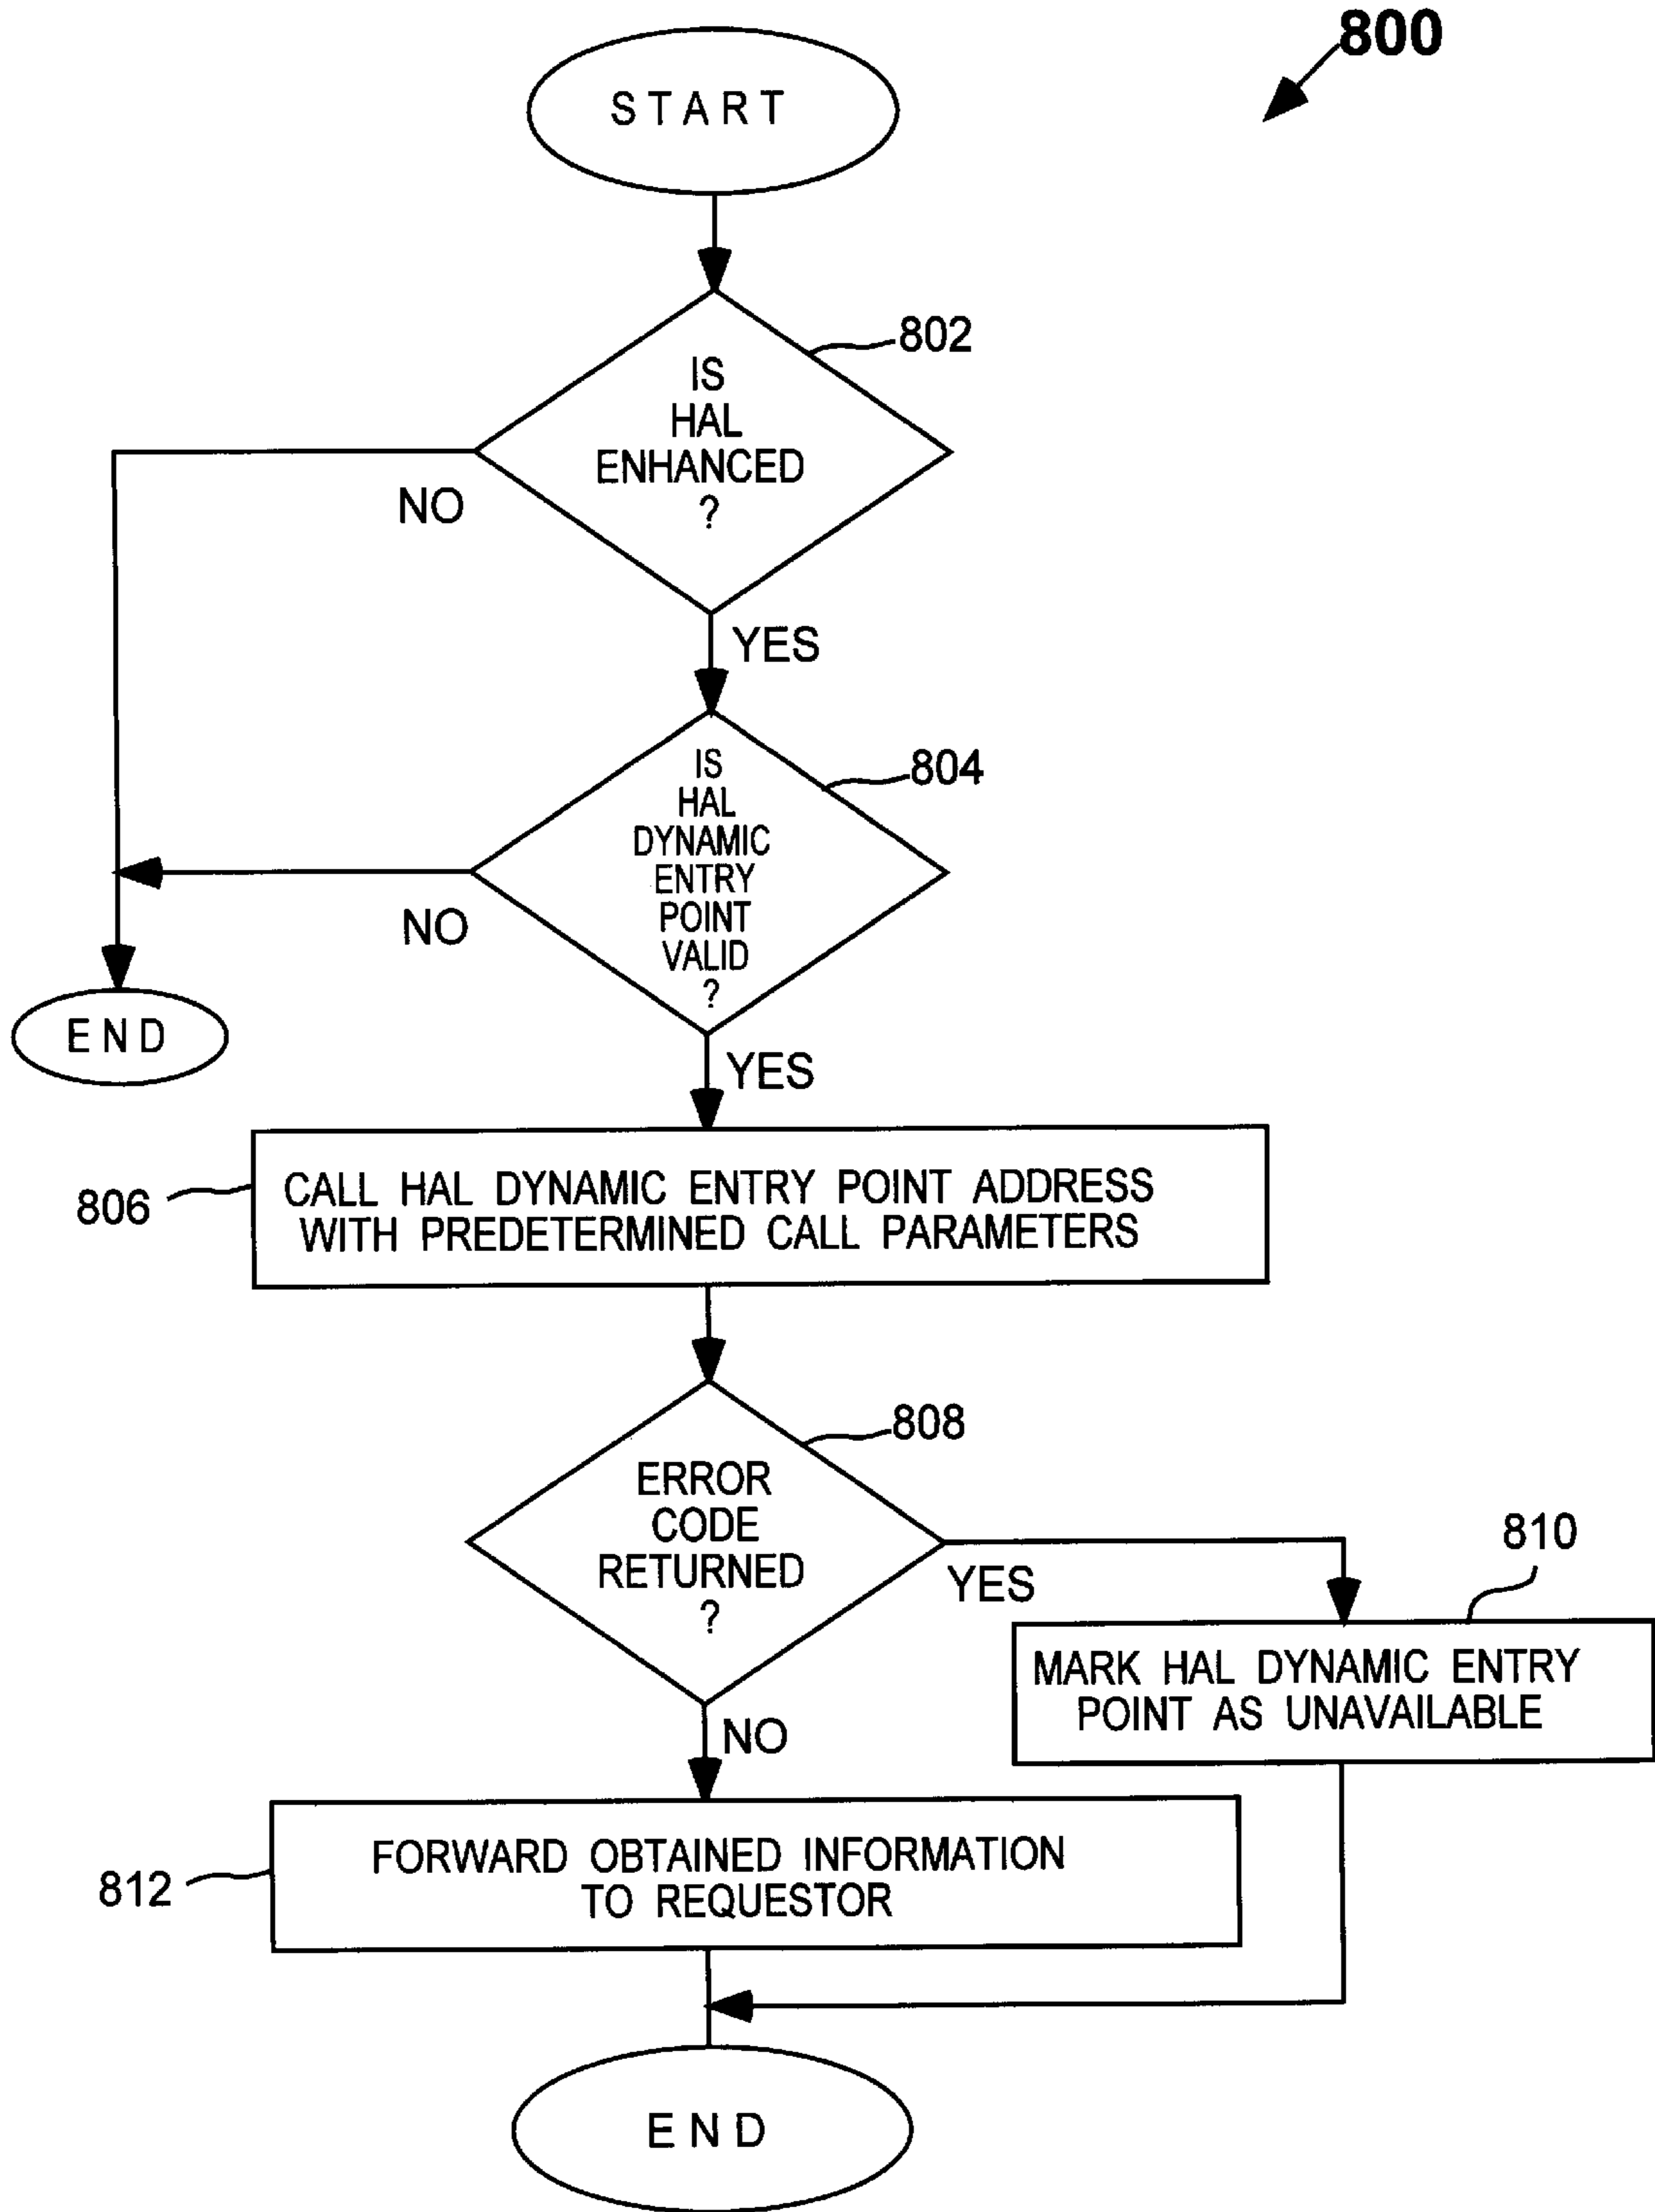 800
START
802
IS
HAL
ENHANCED
?
NO
YES
804
IS
HAL
DYNAMIC
ENTRY
POINT
VALID
?
NO
END
YES
806
CALL HAL DYNAMIC ENTRY POINT ADDRESS
WITH PREDETERMINED CALL PARAMETERS
808
ERROR
CODE
RETURNED
?
YES
810
MARK HAL DYNAMIC ENTRY
POINT AS UNAVAILABLE
NO
812
FORWARD OBTAINED INFORMATION
TO REQUESTOR
END